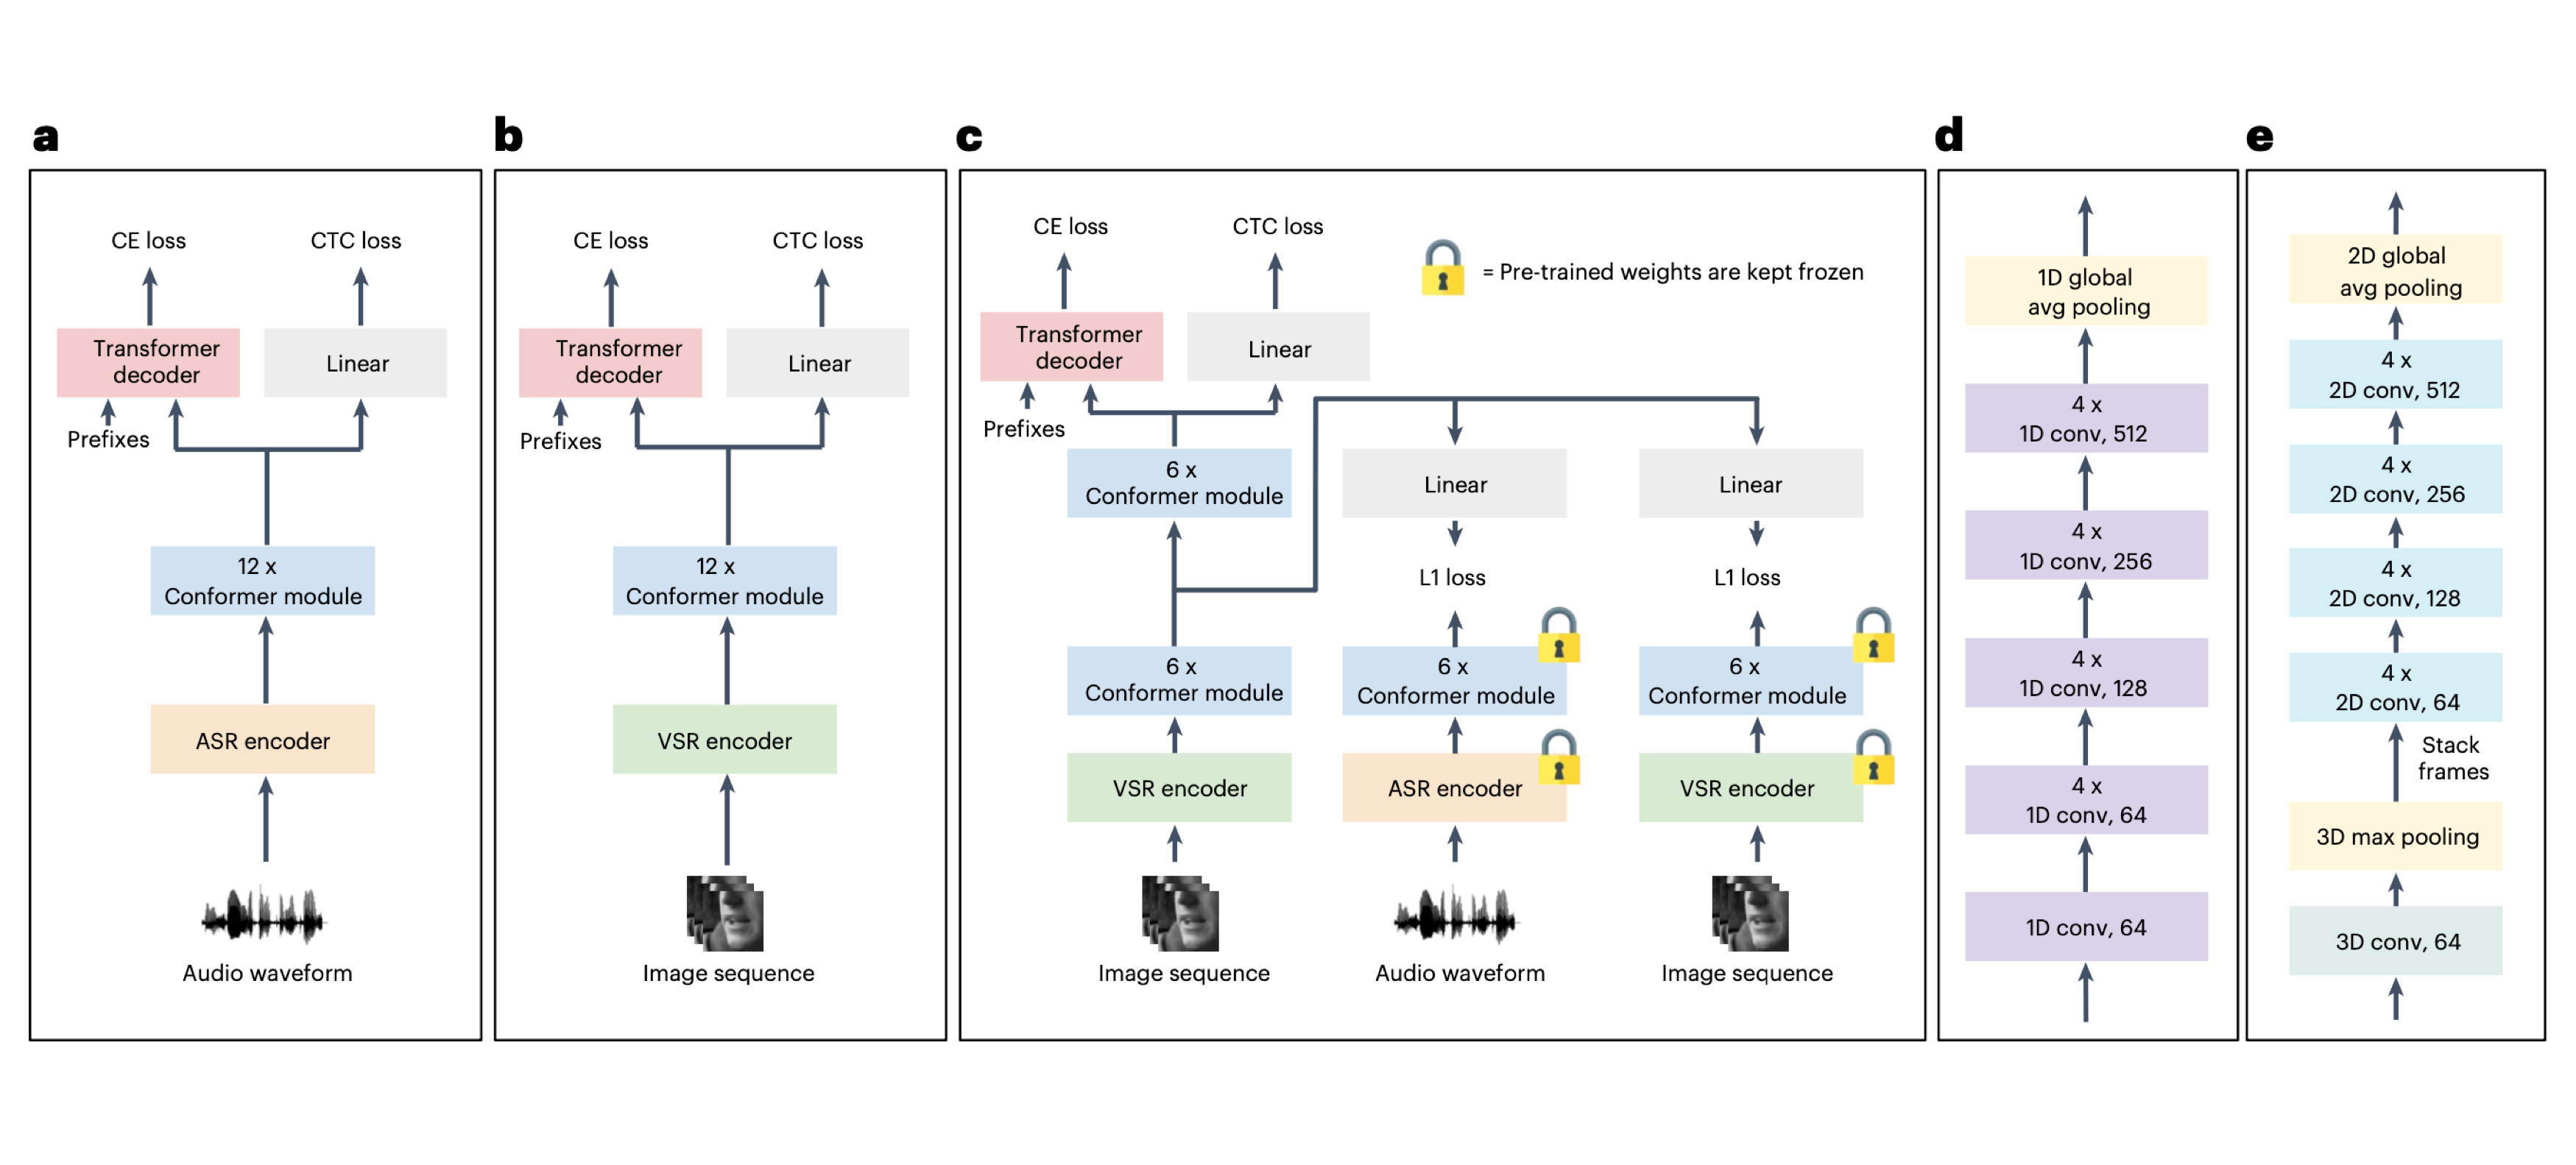 a
CE loss
CTC loss
Transformer
decoder
Linear
Prefixes
12 x
Conformer module
ASR encoder
Audio waveform
b
CE loss
CTC loss
Transformer
decoder
Linear
Prefixes
12 x
Conformer module
VSR encoder
Image sequence
c
CE loss
CTC loss
= Pre-trained weights are kept frozen
Transformer
decoder
Linear
Prefixes
6 x
Conformer module
Linear
Linear
L1 loss
L1 loss
6 x
Conformer module
6 x
Conformer module
6 x
Conformer module
VSR encoder
ASR encoder
VSR encoder
Image sequence
Audio waveform
Image sequence
d
1D global
avg pooling
4 x
1D conv, 512
4 x
1D conv, 256
4 x
1D conv, 128
4 x
1D conv, 64
1D conv, 64
e
2D global
avg pooling
4 x
2D conv, 512
4 x
2D conv, 256
4 x
2D conv, 128
4 x
2D conv, 64
Stack
frames
3D max pooling
3D conv, 64